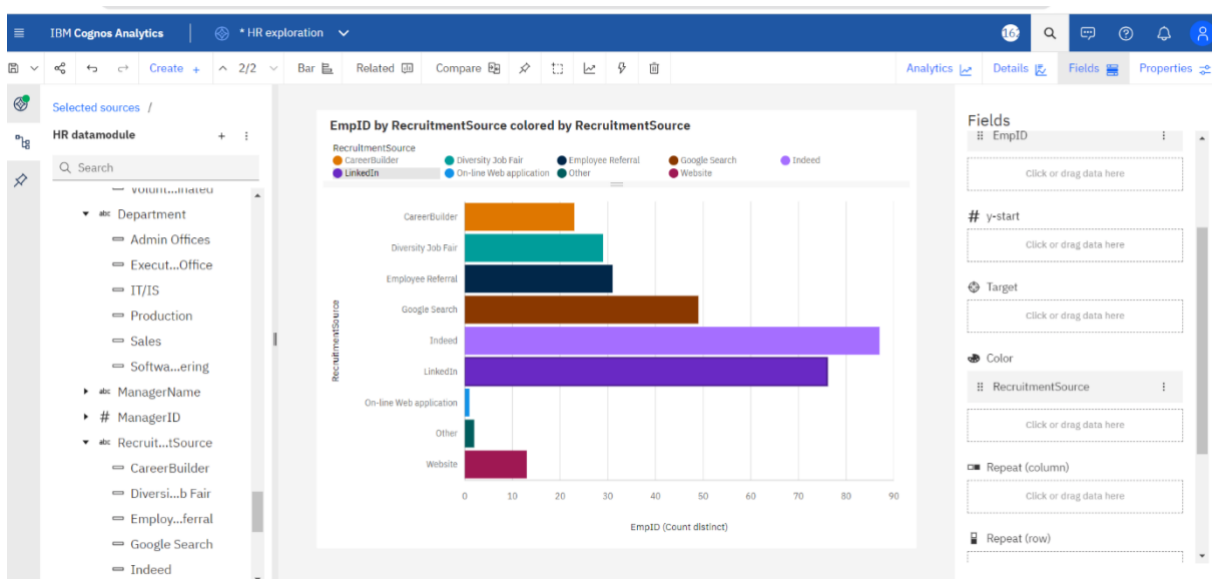 IBM Cognos Analytics * HR exploration
Create + 2/2 Bar Related Compare Analytics Details Fields Properties
Selected sources /
HR datamodule
Search
Volunt...inated
Department
Admin Offices
Execut...Office
IT/IS
Production
Sales
Softwa...ering
ManagerName
# ManagerID
Recruit...tSource
CareerBuilder
Diversi...b Fair
Employ...ferral
Google Search
Indeed
EmpID by RecruitmentSource colored by RecruitmentSource
RecruitmentSource
CareerBuilder Diversity Job Fair Employee Referral Google Search Indeed
LinkedIn On-line Web application Other Website
RecruitmentSource
CareerBuilder
Diversity Job Fair
Employee Referral
Google Search
Indeed
LinkedIn
On-line Web application
Other
Website
0 10 20 30 40 50 60 70 80 90
EmpID (Count distinct)
Fields
EmpID
Click or drag data here
# y-start
Click or drag data here
Target
Click or drag data here
Color
RecruitmentSource
Click or drag data here
Repeat (column)
Click or drag data here
Repeat (row)